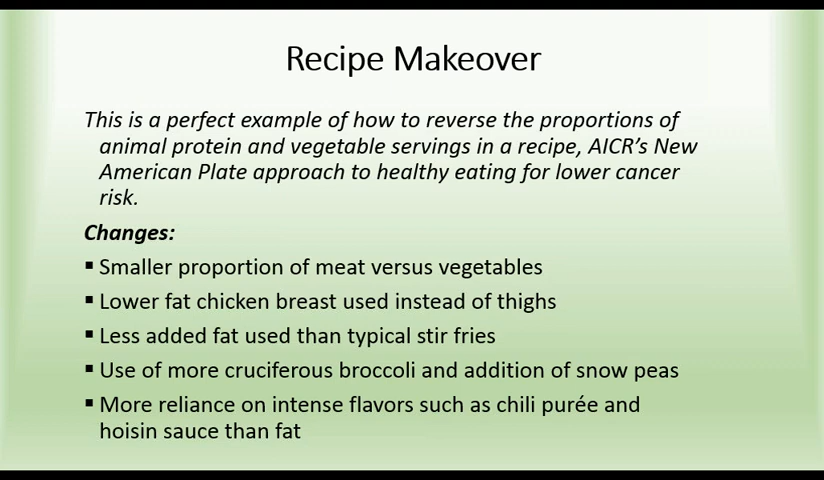 Recipe Makeover
This is a perfect example of how to reverse the proportions of
animal protein and vegetable servings in a recipe, AICR’s New
American Plate approach to healthy eating for lower cancer
risk.
Changes:
▪ Smaller proportion of meat versus vegetables
▪ Lower fat chicken breast used instead of thighs
▪ Less added fat used than typical stir fries
▪ Use of more cruciferous broccoli and addition of snow peas
▪ More reliance on intense flavors such as chili purée and
hoisin sauce than fat